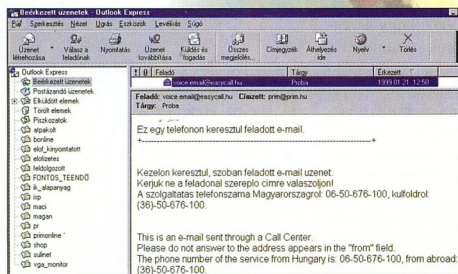 Beérkezett üzenetek - Outlook Express
Fájl Szerkesztés Nézet Ugrás Eszközök Levélírás Súgó
Üzenet létrehozása
Válasz a feladónak
Nyomtatás
Üzenet továbbítása
Küldés és fogadás
Összes megjelölés...
Címjegyzék
Áthelyezés ide
Nyelv
Törlés
Outlook Express
Beérkezett üzenetek
Postázandó üzenetek
Elküldött elemek
Törölt elemek
Piszkozatok
atpakolt
bonline
elof_kinyomtatott
elofizetes
feldolgozott
FONTOS_TEENDÖ
ik_alapanyag
isp
maci
magan
pr
primonline
shop
sulinet
vga_monitor
! Feladó Tárgy Érkezett
voice email@easycall.hu Proba 1999.01.21. 12:50
Feladó: voice email@easycall.hu Címzett: prim@prim.hu
Tárgy: Proba
Ez egy telefonon keresztul feladott e-mail.
+----------------------------------------------------------------+
Kezelon keresztul, szoban feladott e-mail uzenet.
Kerjuk ne a feladonal szereplo cimre valaszoljon!
A szolgaltatas telefonszama Magyarorszagrol: 06-50-676-100, kulfoldrol:
(36)-50-676-100.
This is an e-mail sent through a Call Center.
Please do not answer to the address appears in the "from" field.
The phone number of the service from Hungary is: 06-50-676-100, from abroad:
(36)-50-676-100.